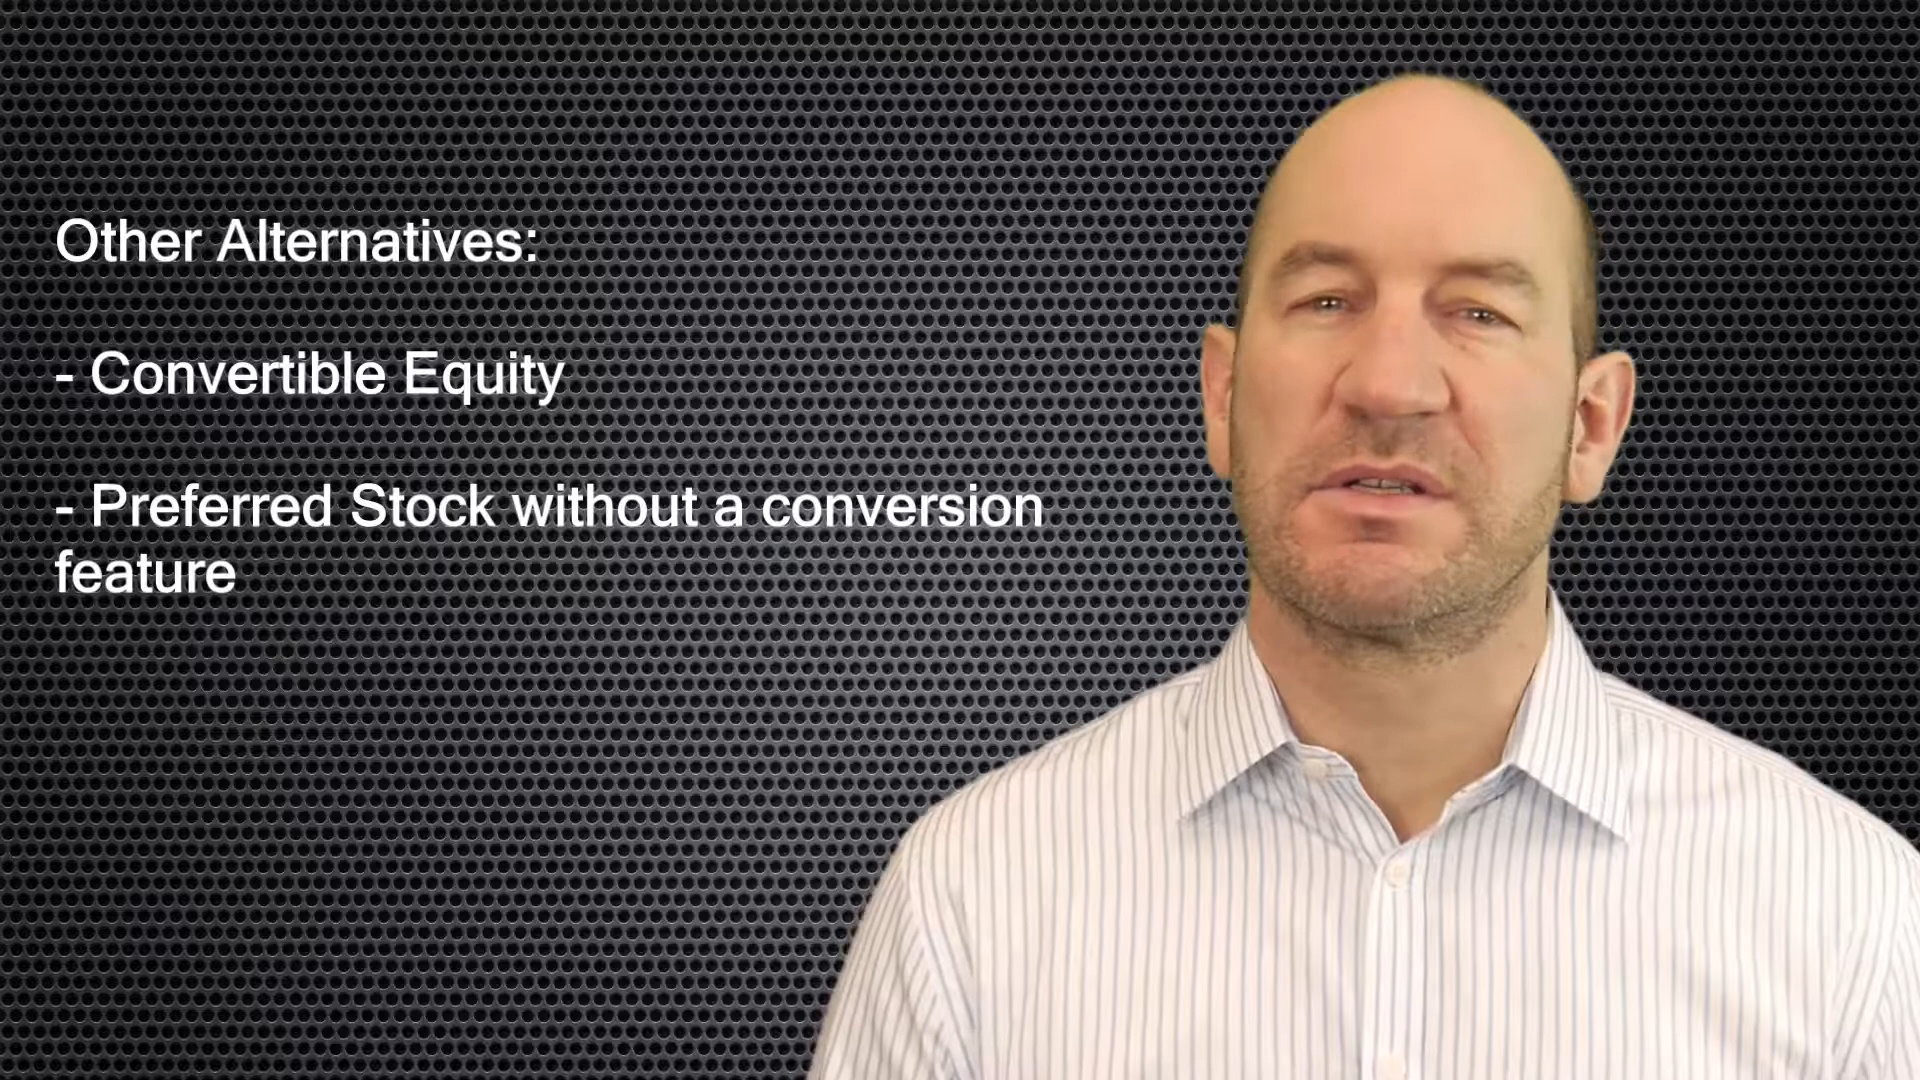 Other Alternatives:
- Convertible Equity
- Preferred Stock without a conversion
feature